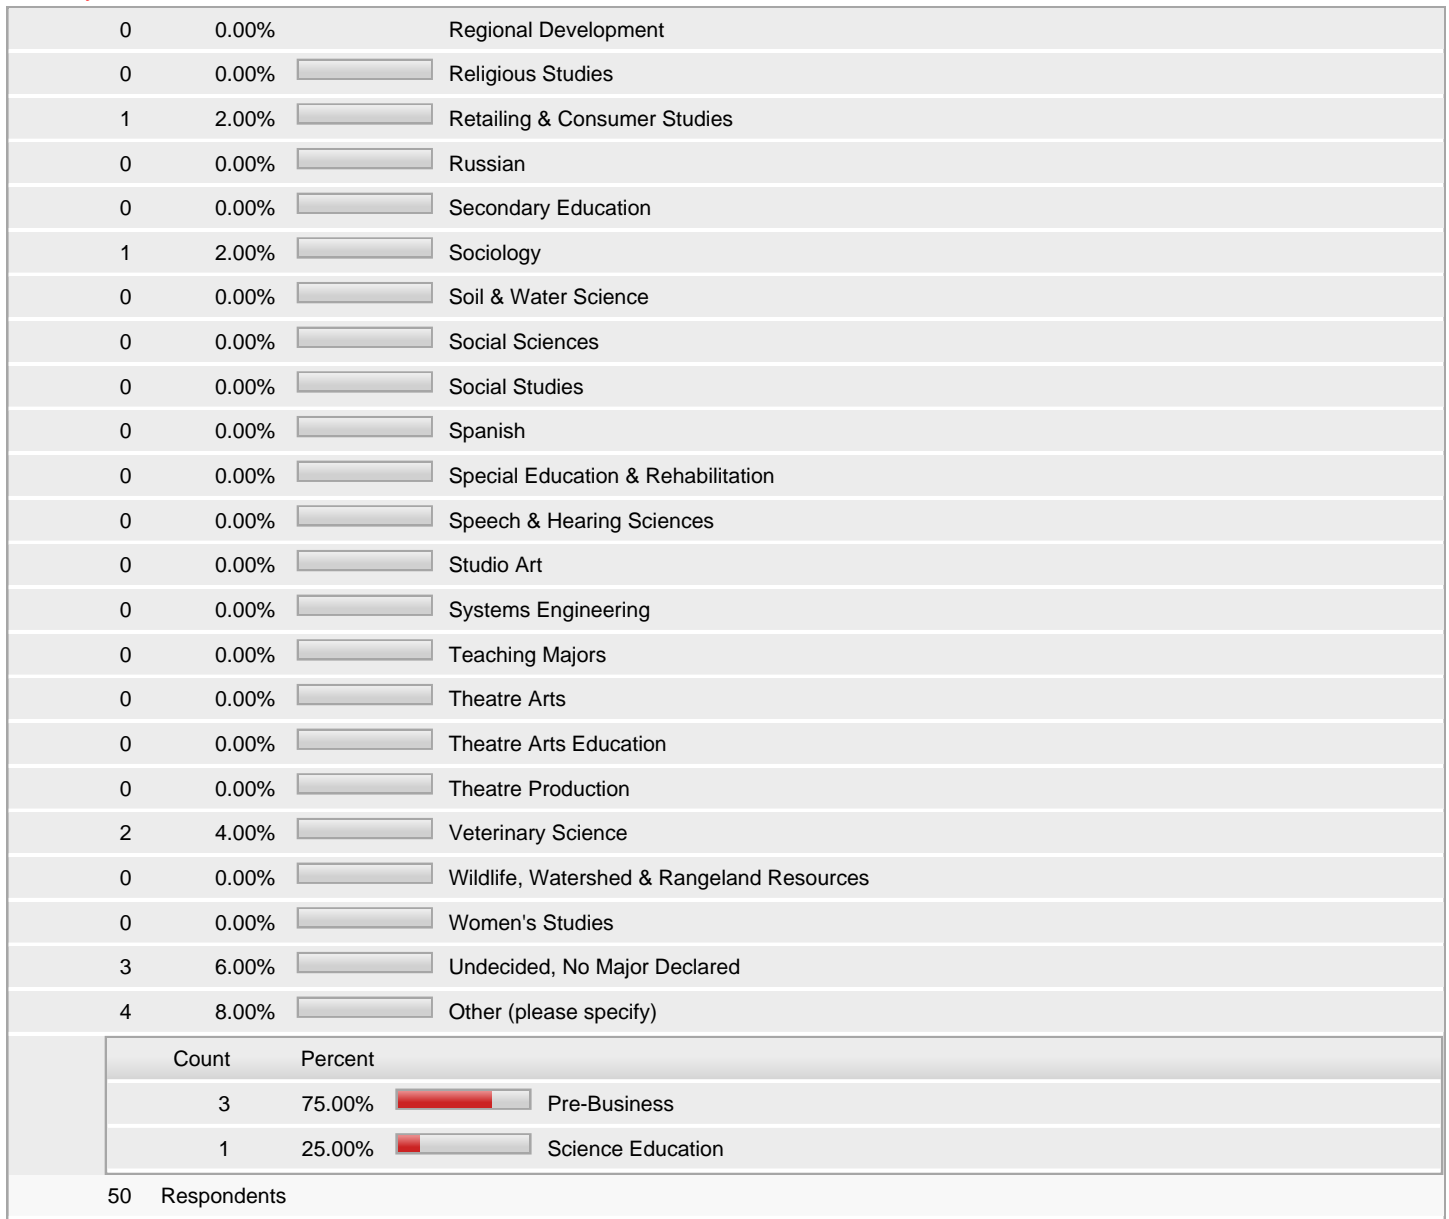 0 0.00% Regional Development
0 0.00% Religious Studies
1 2.00% Retailing & Consumer Studies
0 0.00% Russian
0 0.00% Secondary Education
1 2.00% Sociology
0 0.00% Soil & Water Science
0 0.00% Social Sciences
0 0.00% Social Studies
0 0.00% Spanish
0 0.00% Special Education & Rehabilitation
0 0.00% Speech & Hearing Sciences
0 0.00% Studio Art
0 0.00% Systems Engineering
0 0.00% Teaching Majors
0 0.00% Theatre Arts
0 0.00% Theatre Arts Education
0 0.00% Theatre Production
2 4.00% Veterinary Science
0 0.00% Wildlife, Watershed & Rangeland Resources
0 0.00% Women's Studies
3 6.00% Undecided, No Major Declared
4 8.00% Other (please specify)
Count Percent
3 75.00% Pre-Business
1 25.00% Science Education
50 Respondents